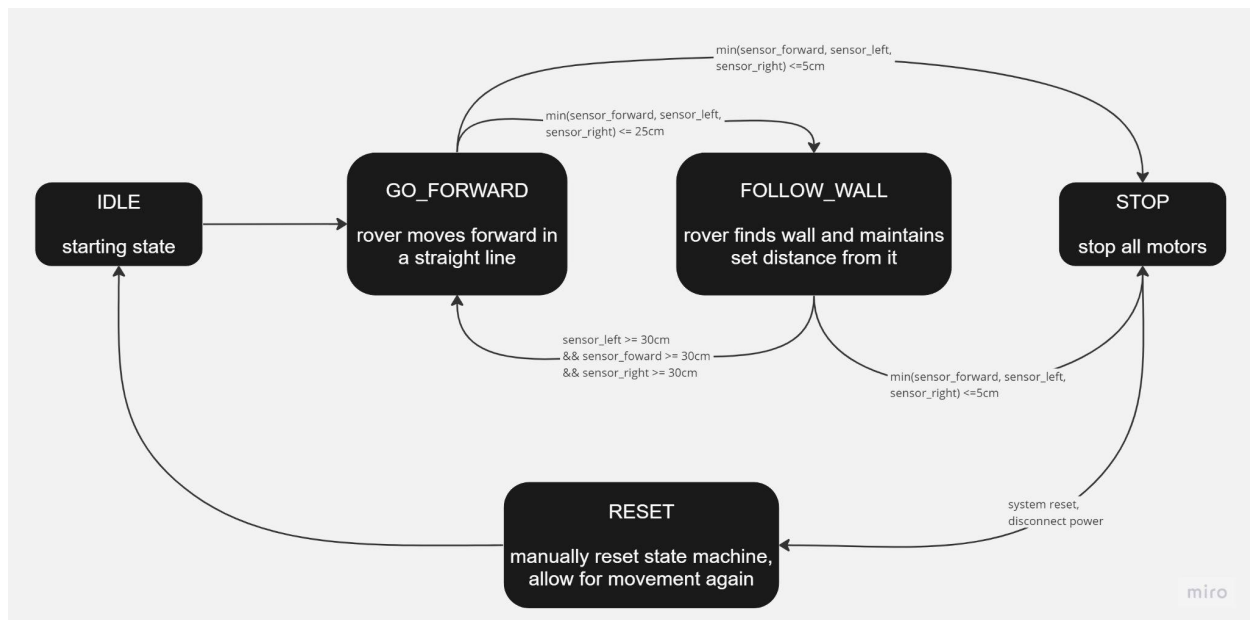 min(sensor_forward, sensor_left,
sensor_right) <=5cm
min(sensor_forward, sensor_left,
sensor_right) <= 25cm
IDLE
starting state
GO_FORWARD
rover moves forward in
a straight line
FOLLOW_WALL
rover finds wall and maintains
set distance from it
STOP
stop all motors
sensor_left >= 30cm
&& sensor_foward >= 30cm
&& sensor_right >= 30cm
min(sensor_forward, sensor_left,
sensor_right) <=5cm
system reset,
disconnect power
RESET
manually reset state machine,
allow for movement again
miro